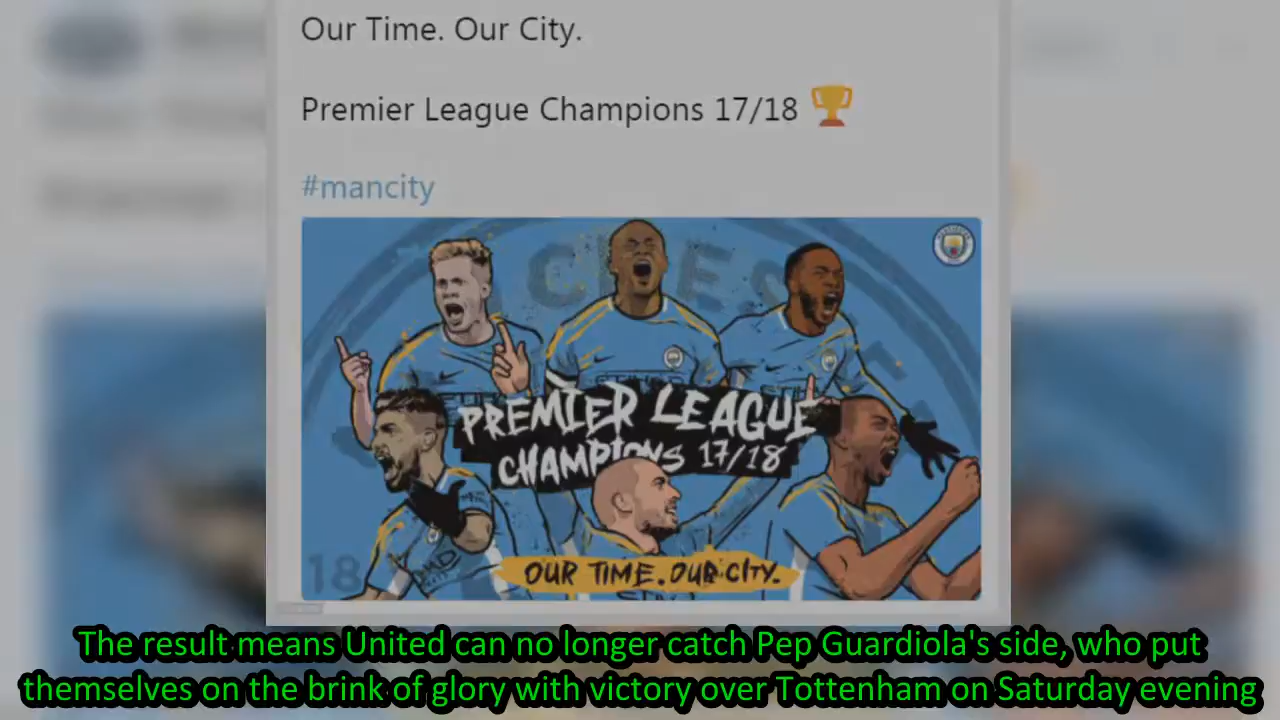 Our Time. Our City.
Premier League Champions 17/18 🏆
#mancity
PREMIER LEAGUE
CHAMPIONS 17/18
18
OUR TIME. OUR CITY.
The result means United can no longer catch Pep Guardiola's side, who put
themselves on the brink of glory with victory over Tottenham on Saturday evening